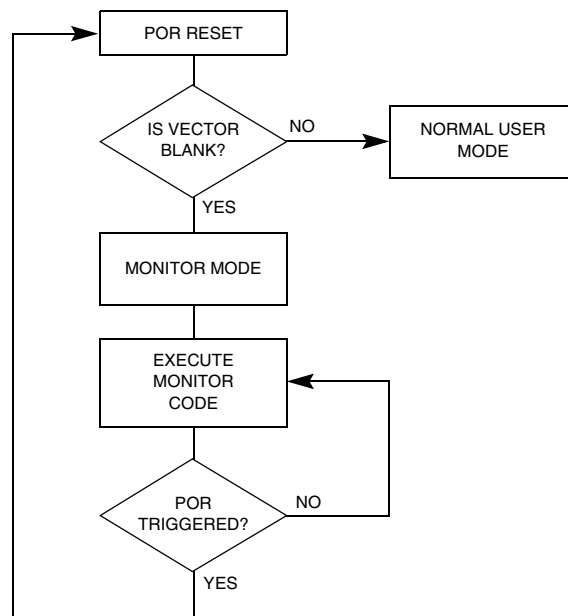 POR RESET
IS VECTOR
BLANK?
NO
NORMAL USER
MODE
YES
MONITOR MODE
EXECUTE
MONITOR
CODE
POR
TRIGGERED?
NO
YES